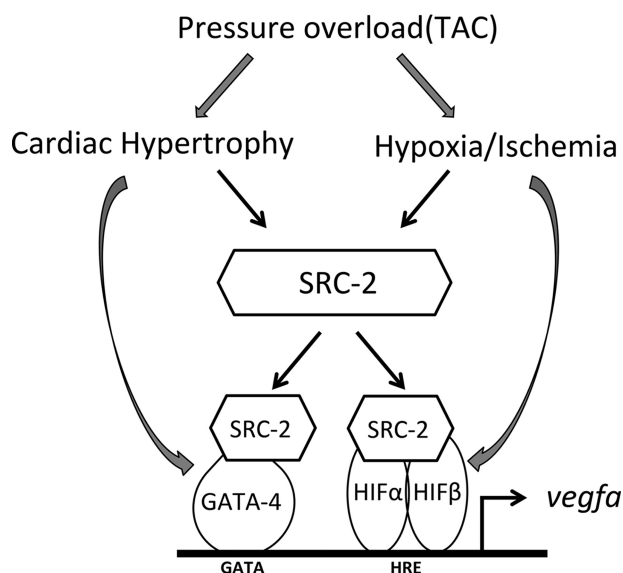 Pressure overload(TAC)
Cardiac Hypertrophy
Hypoxia/Ischemia
SRC-2
SRC-2
SRC-2
GATA-4
HIFα
HIFβ
vegfa
GATA
HRE